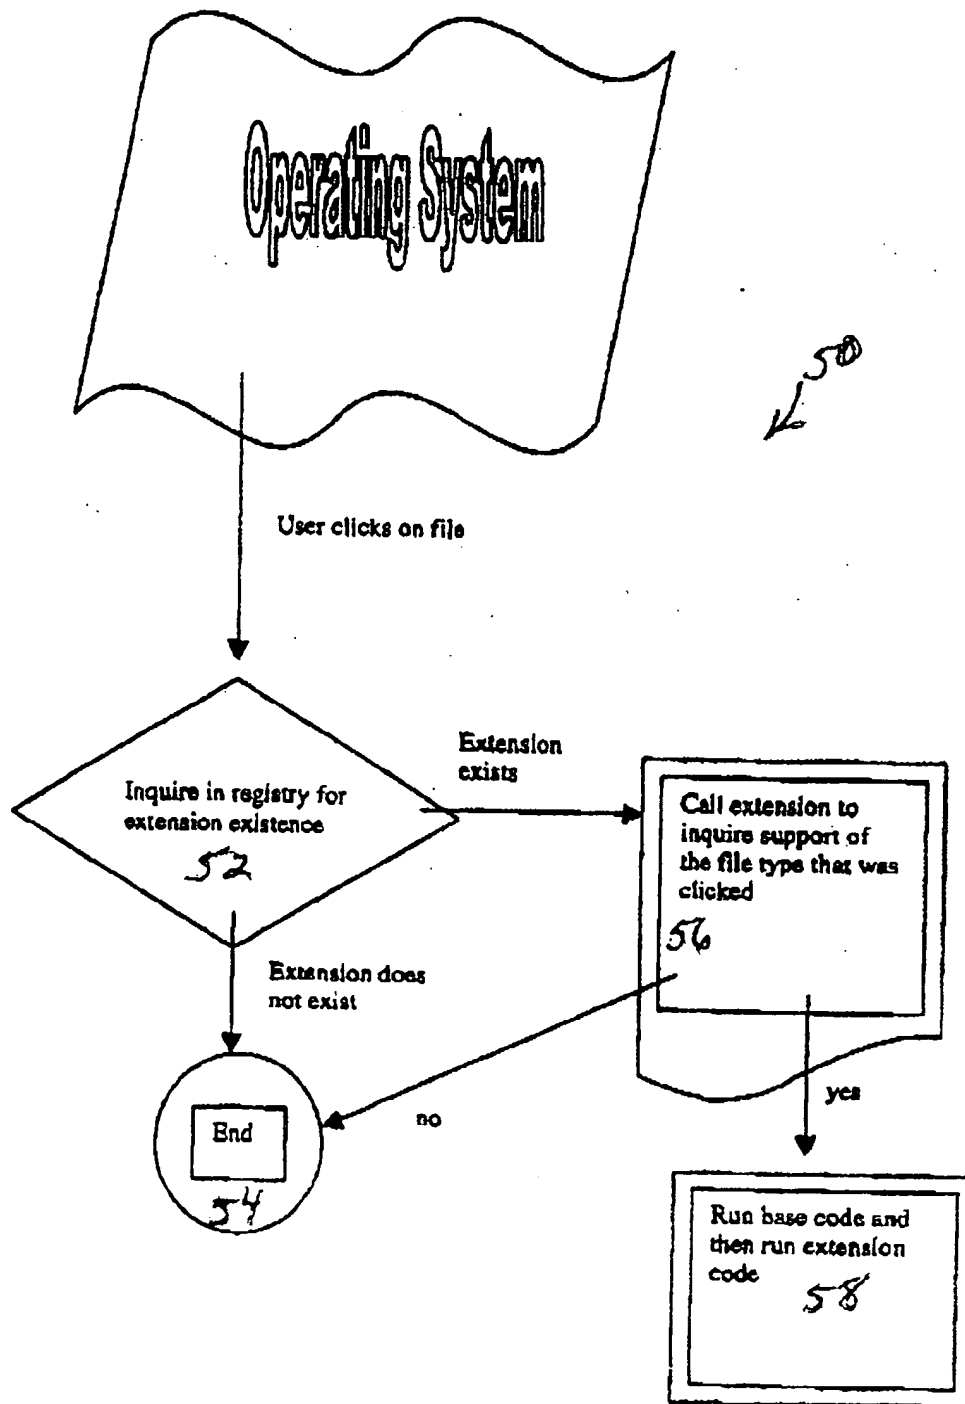 Operating System
50
User clicks on file
Extension
exists
Inquire in registry for
extension existence
52
Call extension to
inquire support of
the file type that was
clicked
56
Extension does
not exist
no
yes
End
54
Run base code and
then run extension
code
58